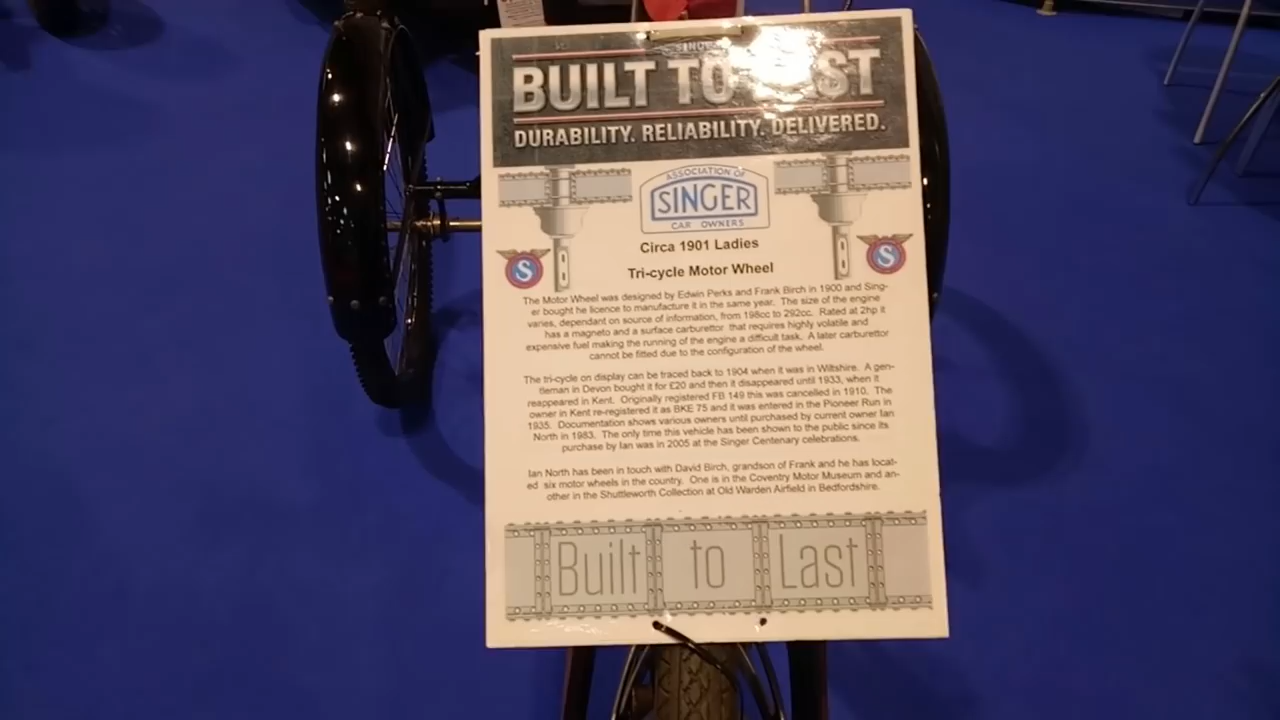 SINGER
BUILT TO LAST
DURABILITY. RELIABILITY. DELIVERED.
ASSOCIATION OF
SINGER
CAR OWNERS
S
S
Circa 1901 Ladies
Tri-cycle Motor Wheel
The Motor Wheel was designed by Edwin Perks and Frank Birch in 1900 and Sing-
er bought he licence to manufacture it in the same year. The size of the engine
varies, dependant on source of information, from 198cc to 292cc. Rated at 2hp it
has a magneto and a surface carburettor that requires highly volatile and
expensive fuel making the running of the engine a difficult task. A later carburettor
cannot be fitted due to the configuration of the wheel.
The tri-cycle on display can be traced back to 1904 when it was in Wiltshire. A gen-
tleman in Devon bought it for £20 and then it disappeared until 1933, when it
reappeared in Kent. Originally registered FB 149 this was cancelled in 1910. The
owner in Kent re-registered it as BKE 75 and it was entered in the Pioneer Run in
1935. Documentation shows various owners until purchased by current owner Ian
North in 1983. The only time this vehicle has been shown to the public since its
purchase by Ian was in 2005 at the Singer Centenary celebrations.
Ian North has been in touch with David Birch, grandson of Frank and he has locat-
ed six motor wheels in the country. One is in the Coventry Motor Museum and an-
other in the Shuttleworth Collection at Old Warden Airfield in Bedfordshire.
Built to Last